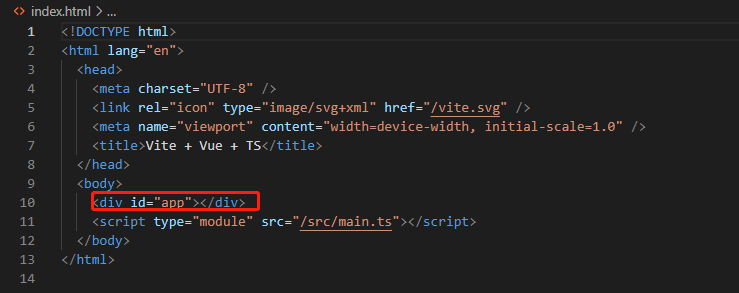 index.html > ...
1 <!DOCTYPE html>
2 <html lang="en">
3   <head>
4     <meta charset="UTF-8" />
5     <link rel="icon" type="image/svg+xml" href="/vite.svg" />
6     <meta name="viewport" content="width=device-width, initial-scale=1.0" />
7     <title>Vite + Vue + TS</title>
8   </head>
9   <body>
10     <div id="app"></div>
11     <script type="module" src="/src/main.ts"></script>
12   </body>
13 </html>
14